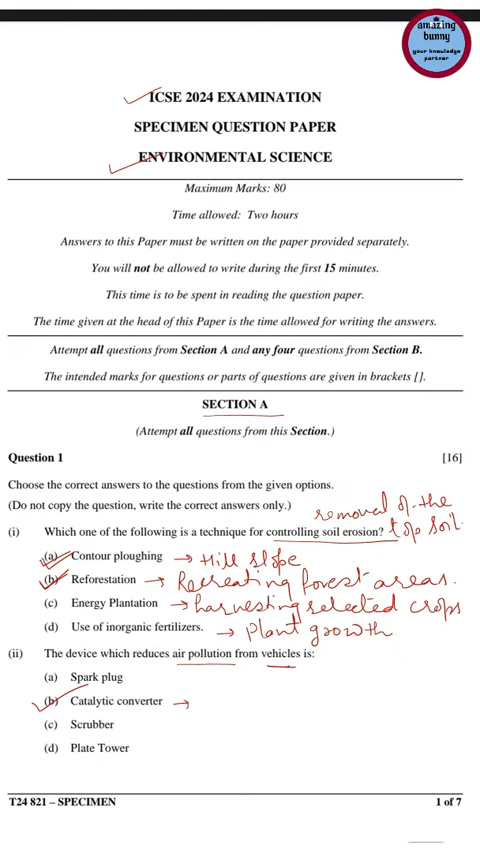 amazing
bunny
your knowledge
partner
ICSE 2024 EXAMINATION
SPECIMEN QUESTION PAPER
ENVIRONMENTAL SCIENCE
Maximum Marks: 80
Time allowed: Two hours
Answers to this Paper must be written on the paper provided separately.
You will not be allowed to write during the first 15 minutes.
This time is to be spent in reading the question paper.
The time given at the head of this Paper is the time allowed for writing the answers.
Attempt all questions from Section A and any four questions from Section B.
The intended marks for questions or parts of questions are given in brackets [].
SECTION A
(Attempt all questions from this Section.)
Question 1 [16]
Choose the correct answers to the questions from the given options.
(Do not copy the question, write the correct answers only.)
removal of the
(i) Which one of the following is a technique for controlling soil erosion? top soil.
(a) Contour ploughing → Hill slope
(b) Reforestation → Recreating forest areas.
(c) Energy Plantation → harvesting selected crops
(d) Use of inorganic fertilizers. → plant growth
(ii) The device which reduces air pollution from vehicles is:
(a) Spark plug
(b) Catalytic converter →
(c) Scrubber
(d) Plate Tower
T24 821 – SPECIMEN 1 of 7